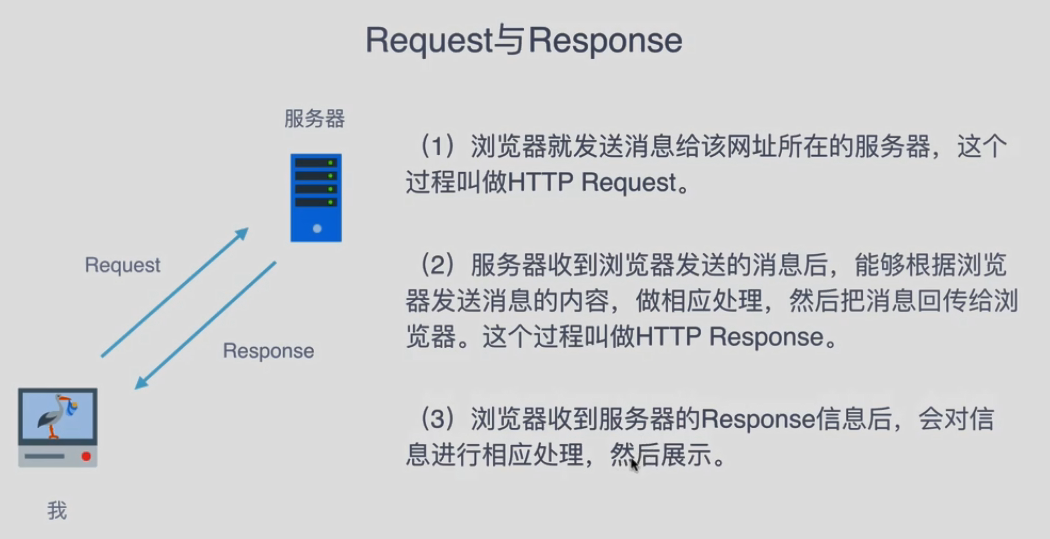 Request与Response
服务器
（1）浏览器就发送消息给该网址所在的服务器，这个
过程叫做HTTP Request。
Request
（2）服务器收到浏览器发送的消息后，能够根据浏览
器发送消息的内容，做相应处理，然后把消息回传给浏
览器。这个过程叫做HTTP Response。
Response
（3）浏览器收到服务器的Response信息后，会对信
息进行相应处理，然后展示。
我